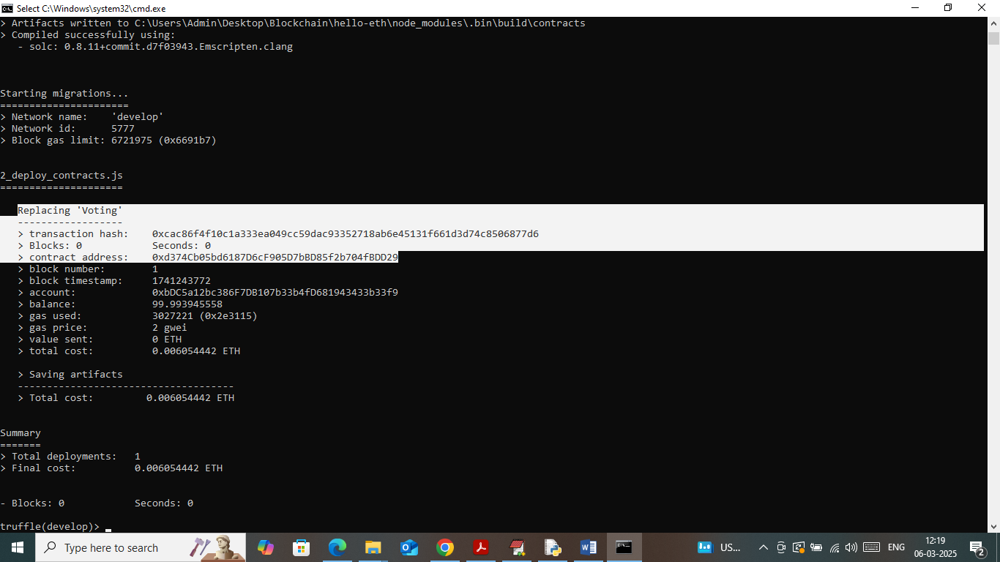 Select C:\Windows\system32\cmd.exe
> Artifacts written to C:\Users\Admin\Desktop\Blockchain\hello-eth\node_modules\.bin\build\contracts
> Compiled successfully using:
   - solc: 0.8.11+commit.d7f03943.Emscripten.clang
Starting migrations...
======================
> Network name:    'develop'
> Network id:      5777
> Block gas limit: 6721975 (0x6691b7)
2_deploy_contracts.js
=====================
   Replacing 'Voting'
   ------------------
   > transaction hash:    0xcac86f4f10c1a333ea049cc59dac93352718ab6e45131f661d3d74c8506877d6
   > Blocks: 0            Seconds: 0
   > contract address:    0xd374Cb05bd6187D6cF905D7bBD85f2b704fBDD29
   > block number:        1
   > block timestamp:     1741243772
   > account:             0xbDC5a12bc386F7DB107b33b4fD681943433b33f9
   > balance:             99.993945558
   > gas used:            3027221 (0x2e3115)
   > gas price:           2 gwei
   > value sent:          0 ETH
   > total cost:          0.006054442 ETH
   > Saving artifacts
   -------------------------------------
   > Total cost:         0.006054442 ETH
Summary
=======
> Total deployments:   1
> Final cost:          0.006054442 ETH
- Blocks: 0            Seconds: 0
truffle(develop)>
Type here to search
US...
ENG
12:19
06-03-2025
2